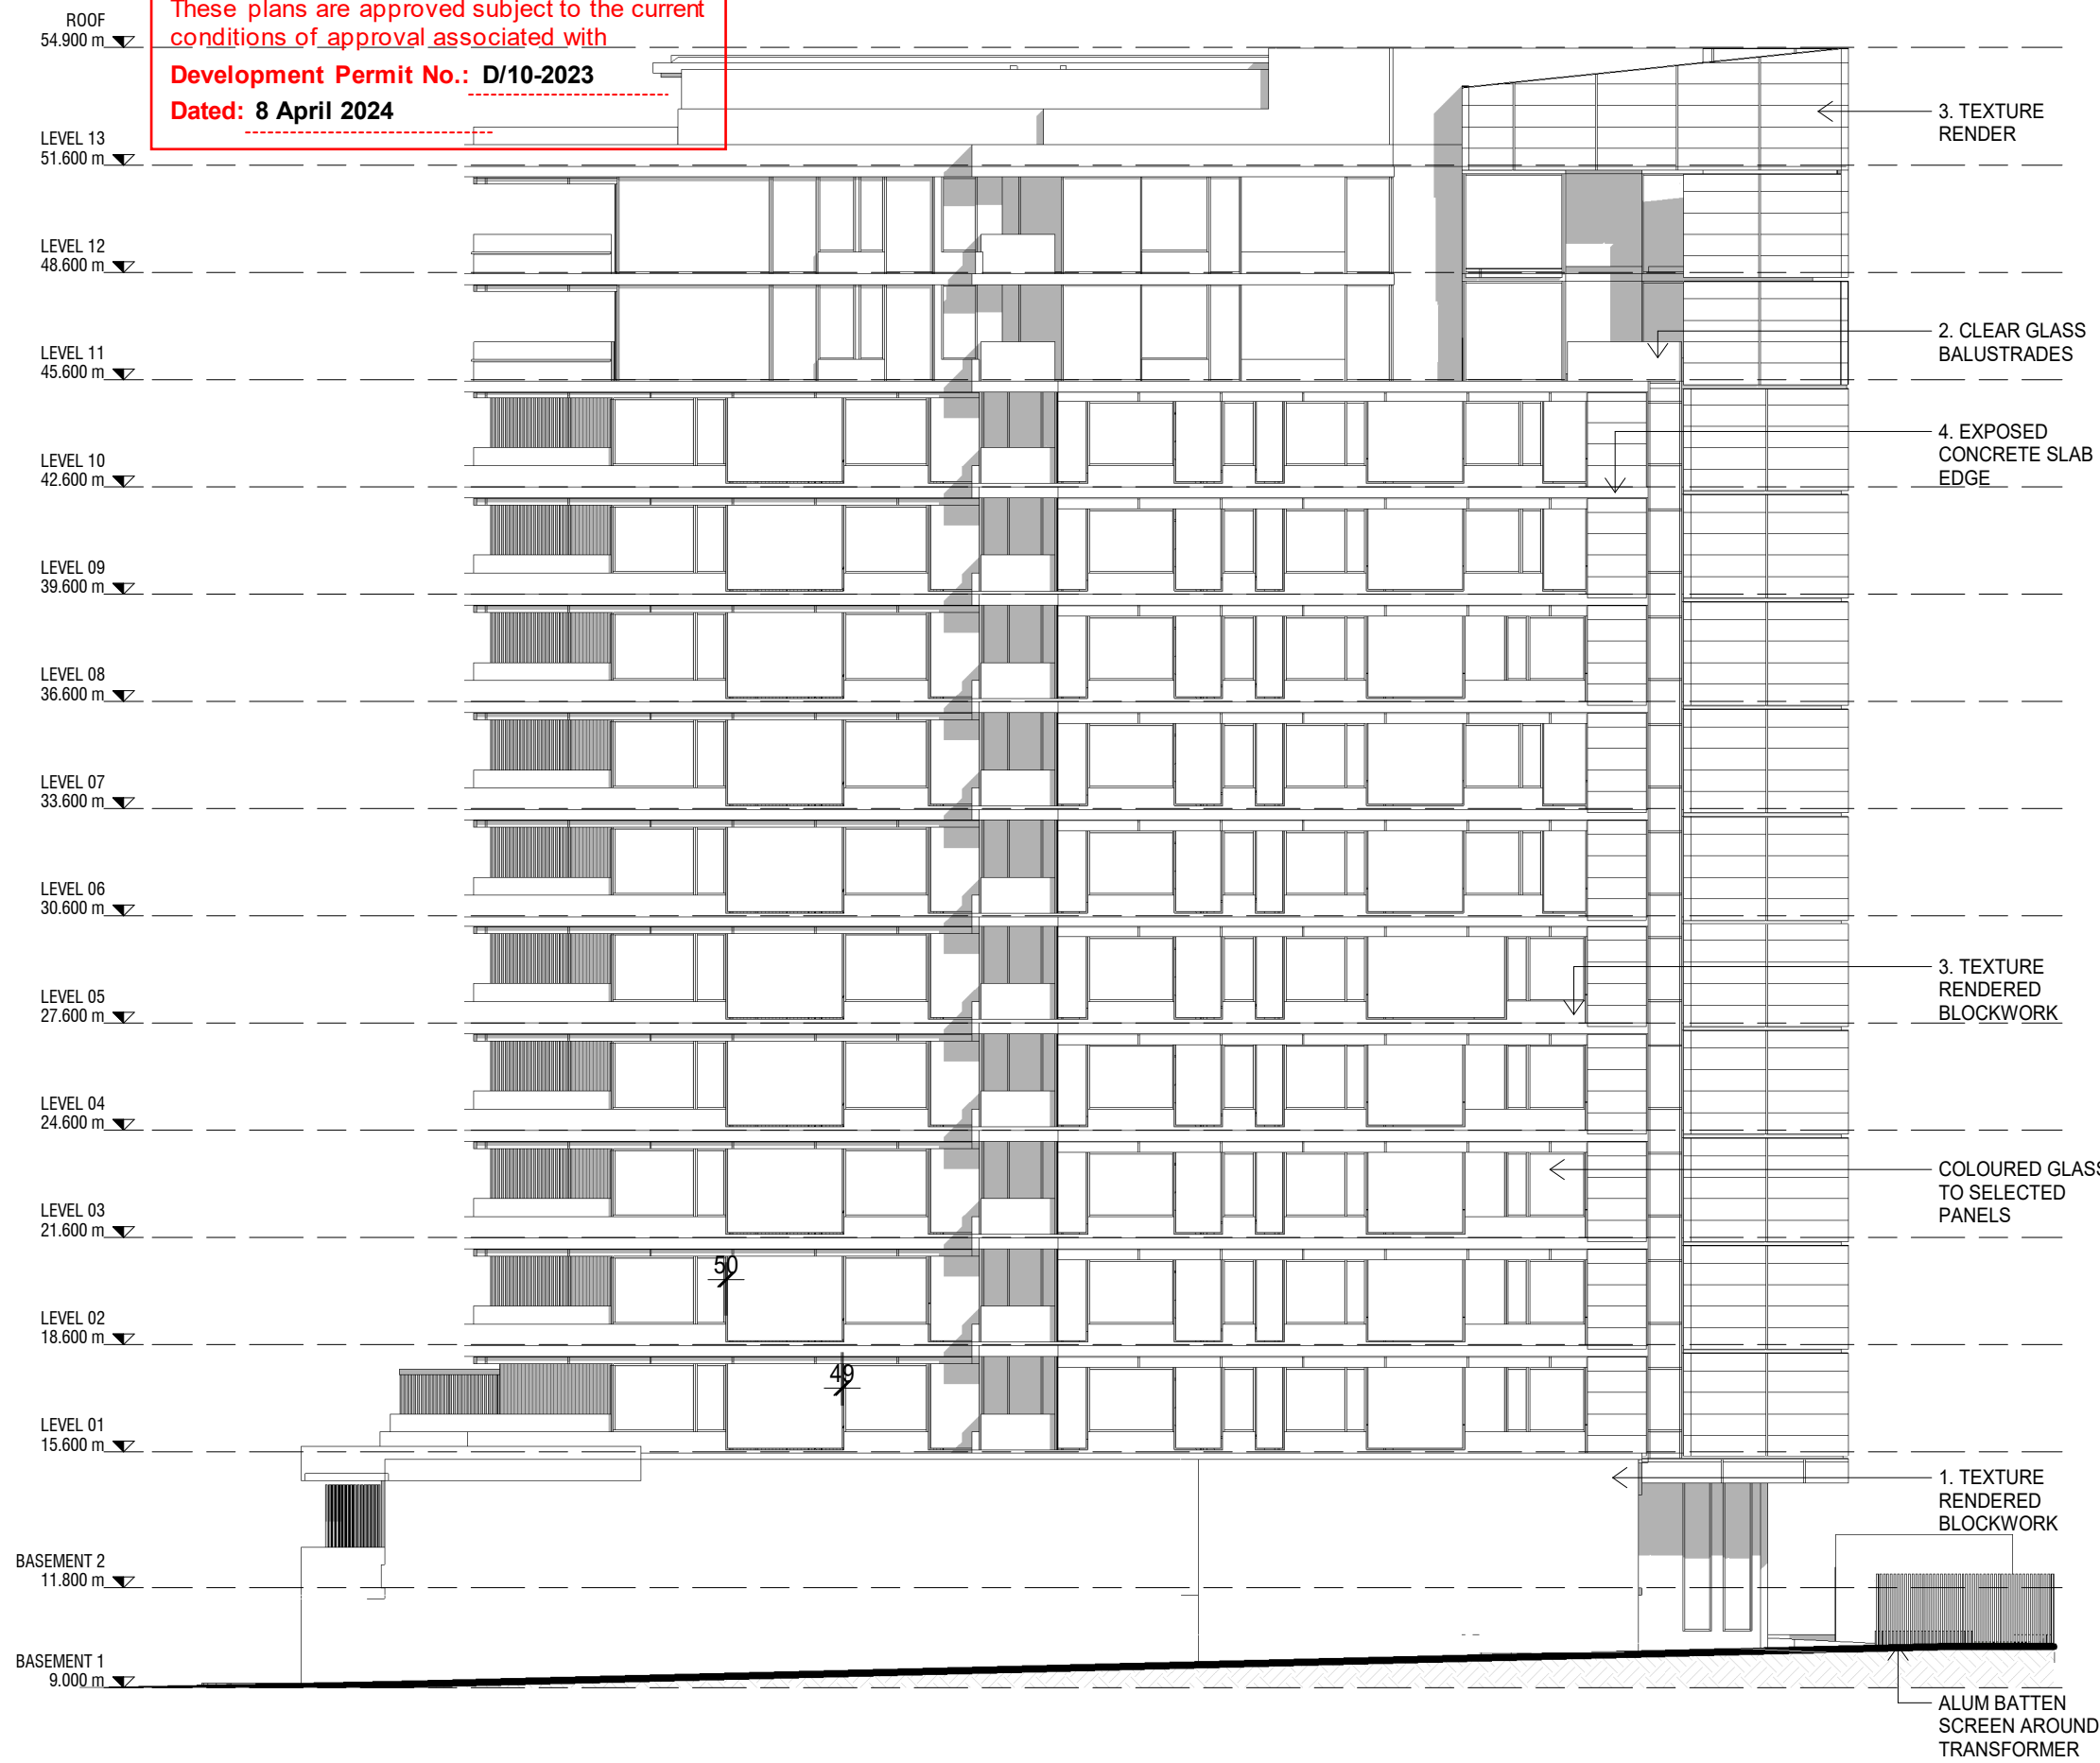 These plans are approved subject to the current
conditions of approval associated with
Development Permit No.: D/10-2023
Dated: 8 April 2024
ROOF
54.900 m
LEVEL 13
51.600 m
LEVEL 12
48.600 m
LEVEL 11
45.600 m
LEVEL 10
42.600 m
LEVEL 09
39.600 m
LEVEL 08
36.600 m
LEVEL 07
33.600 m
LEVEL 06
30.600 m
LEVEL 05
27.600 m
LEVEL 04
24.600 m
LEVEL 03
21.600 m
LEVEL 02
18.600 m
LEVEL 01
15.600 m
BASEMENT 2
11.800 m
BASEMENT 1
9.000 m
50
49
3. TEXTURE
RENDER
2. CLEAR GLASS
BALUSTRADES
4. EXPOSED
CONCRETE SLAB
EDGE
3. TEXTURE
RENDERED
BLOCKWORK
COLOURED GLASS
TO SELECTED
PANELS
1. TEXTURE
RENDERED
BLOCKWORK
ALUM BATTEN
SCREEN AROUND
TRANSFORMER